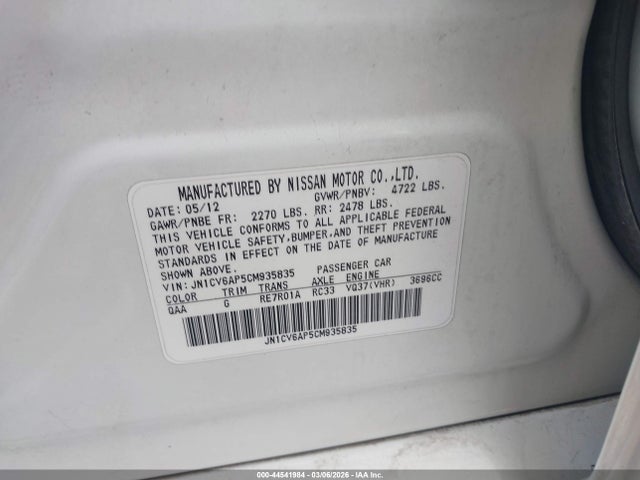 MANUFACTURED BY NISSAN MOTOR CO.,LTD.
DATE: 05/12 GVWR/PNBV: 4722 LBS.
GAWR/PNBE FR: 2270 LBS. RR: 2478 LBS.
THIS VEHICLE CONFORMS TO ALL APPLICABLE FEDERAL
MOTOR VEHICLE SAFETY,BUMPER,AND THEFT PREVENTION
STANDARDS IN EFFECT ON THE DATE OF MANUFACTURE
SHOWN ABOVE.
VIN: JN1CV6AP5CM935835 PASSENGER CAR
COLOR TRIM TRANS AXLE ENGINE
QAA G RE7R01A RC33 VQ37(VHR) 3696CC
JN1CV6AP5CM935835
000-44541984 | 03/06/2026 | IAA Inc.